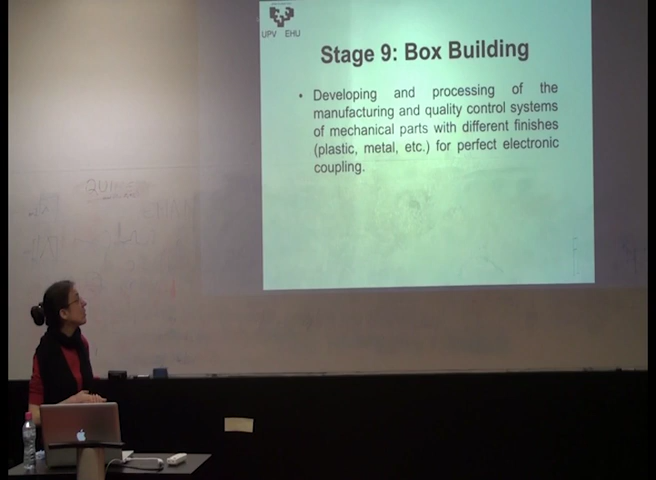 UPV EHU
Stage 9: Box Building
• Developing and processing of the
manufacturing and quality control systems
of mechanical parts with different finishes
(plastic, metal, etc.) for perfect electronic
coupling.